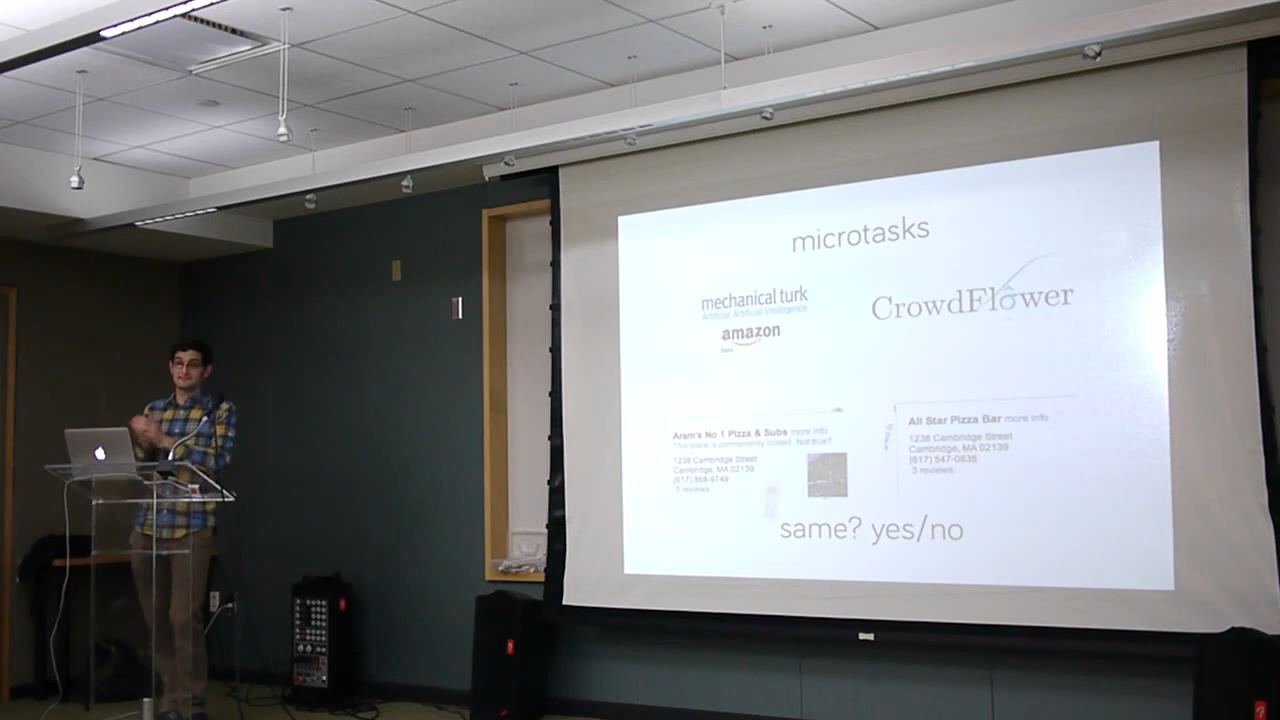 microtasks
mechanical turk
Artificial Artificial Intelligence
amazon
CrowdFlower
Aram's No 1 Pizza & Subs more info
This place is permanently closed. Not true?
1238 Cambridge Street
Cambridge, MA 02139
(617) 868-9749
5 reviews
All Star Pizza Bar more info
1238 Cambridge Street
Cambridge, MA 02139
(617) 547-0836
3 reviews
same? yes/no